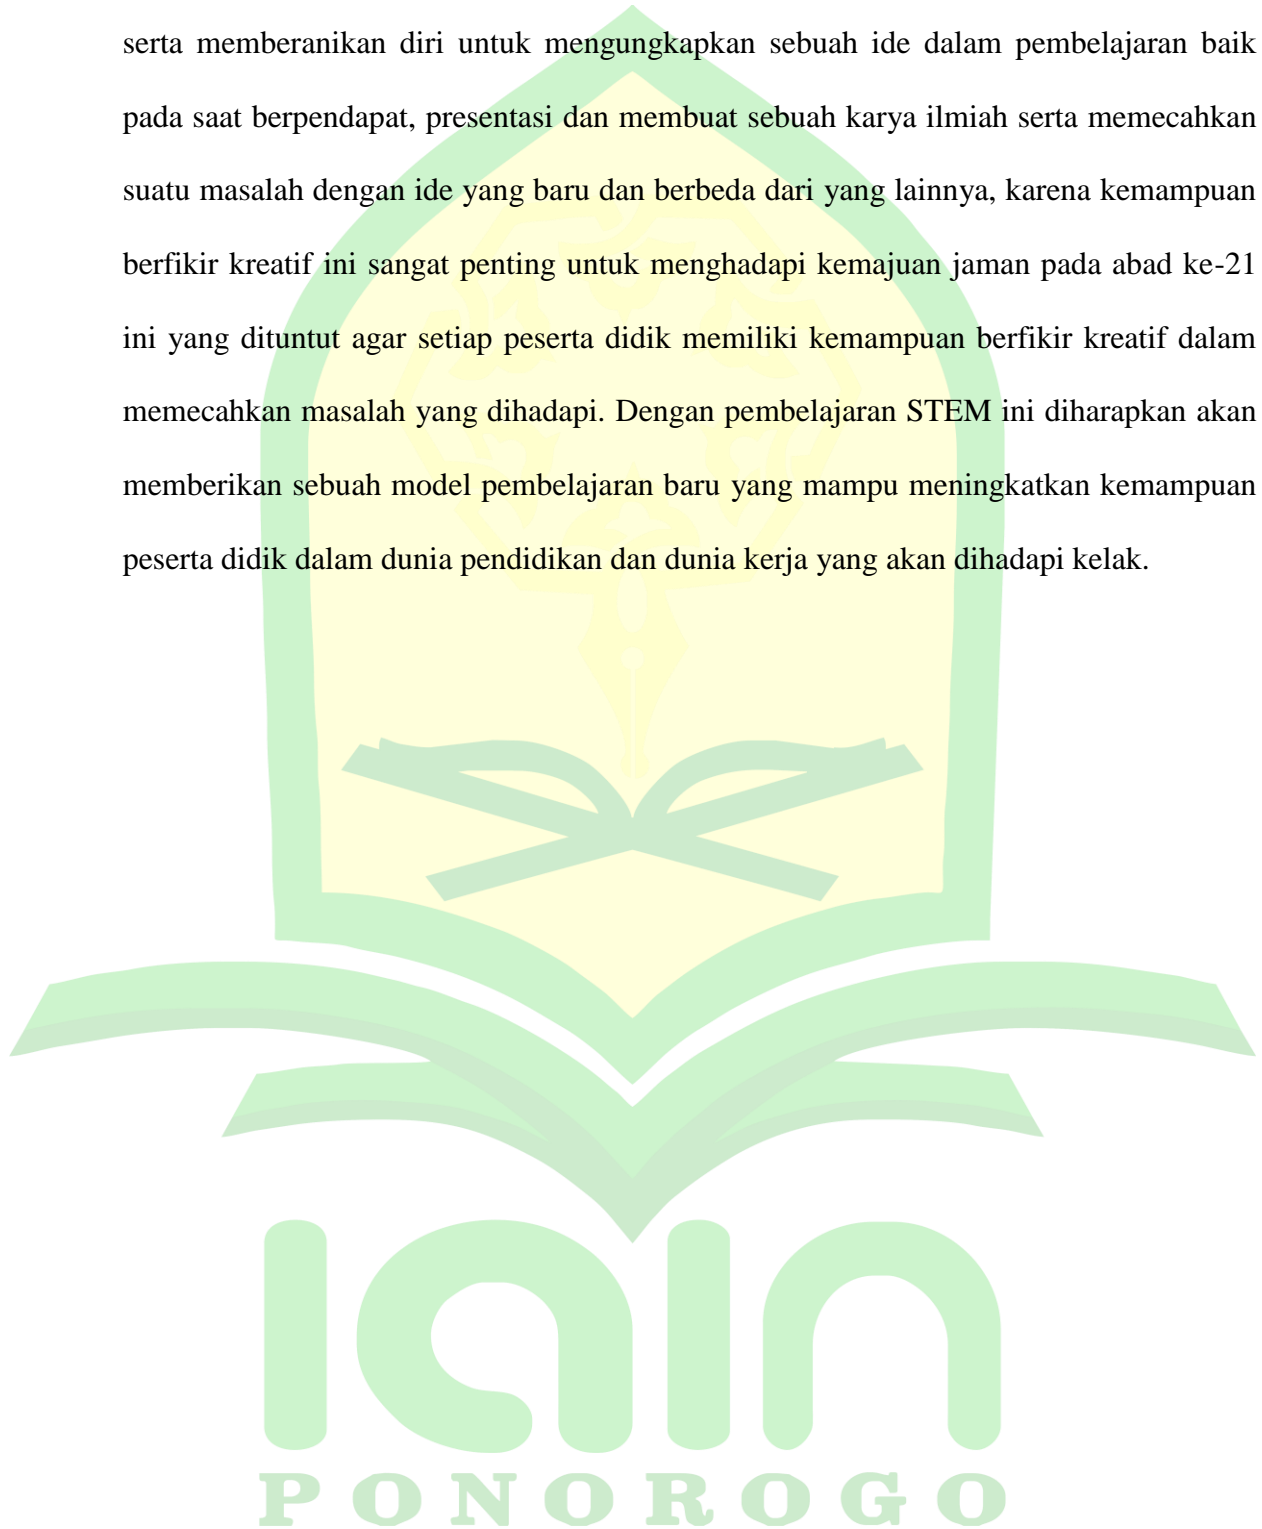 serta memberanikan diri untuk mengungkapkan sebuah ide dalam pembelajaran baik
pada saat berpendapat, presentasi dan membuat sebuah karya ilmiah serta memecahkan
suatu masalah dengan ide yang baru dan berbeda dari yang lainnya, karena kemampuan
berfikir kreatif ini sangat penting untuk menghadapi kemajuan jaman pada abad ke-21
ini yang dituntut agar setiap peserta didik memiliki kemampuan berfikir kreatif dalam
memecahkan masalah yang dihadapi. Dengan pembelajaran STEM ini diharapkan akan
memberikan sebuah model pembelajaran baru yang mampu meningkatkan kemampuan
peserta didik dalam dunia pendidikan dan dunia kerja yang akan dihadapi kelak.
IAIN
PONOROGO